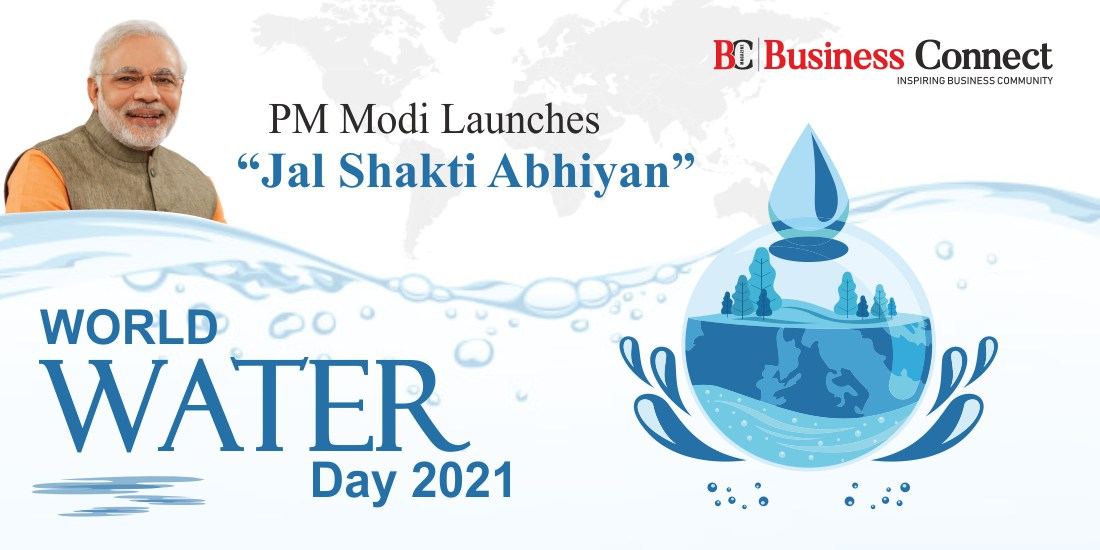 BC Business Connect
INSPIRING BUSINESS COMMUNITY
PM Modi Launches
“Jal Shakti Abhiyan”
WORLD
WATER
Day 2021